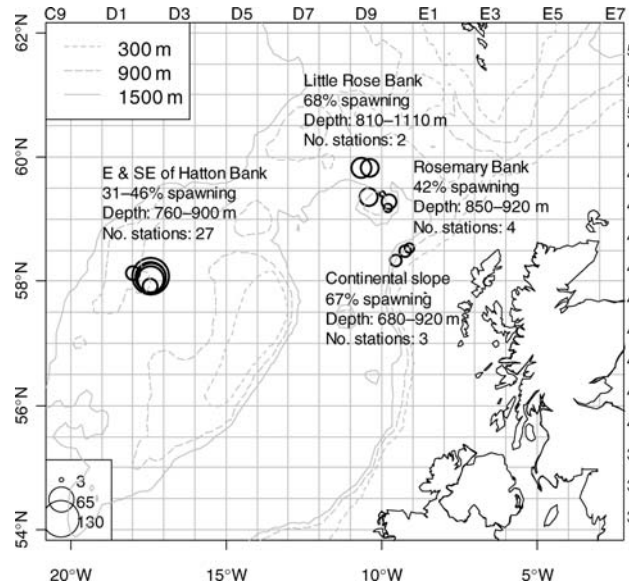 C9 D1 D3 D5 D7 D9 E1 E3 E5 E7
62°N
300 m
900 m
1500 m
Little Rose Bank
68% spawning
Depth: 810–1110 m
No. stations: 2
60°N
E & SE of Hatton Bank
31–46% spawning
Depth: 760–900 m
No. stations: 27
Rosemary Bank
42% spawning
Depth: 850–920 m
No. stations: 4
58°N
Continental slope
67% spawning
Depth: 680–920 m
No. stations: 3
56°N
3
65
130
54°N
20°W 15°W 10°W 5°W